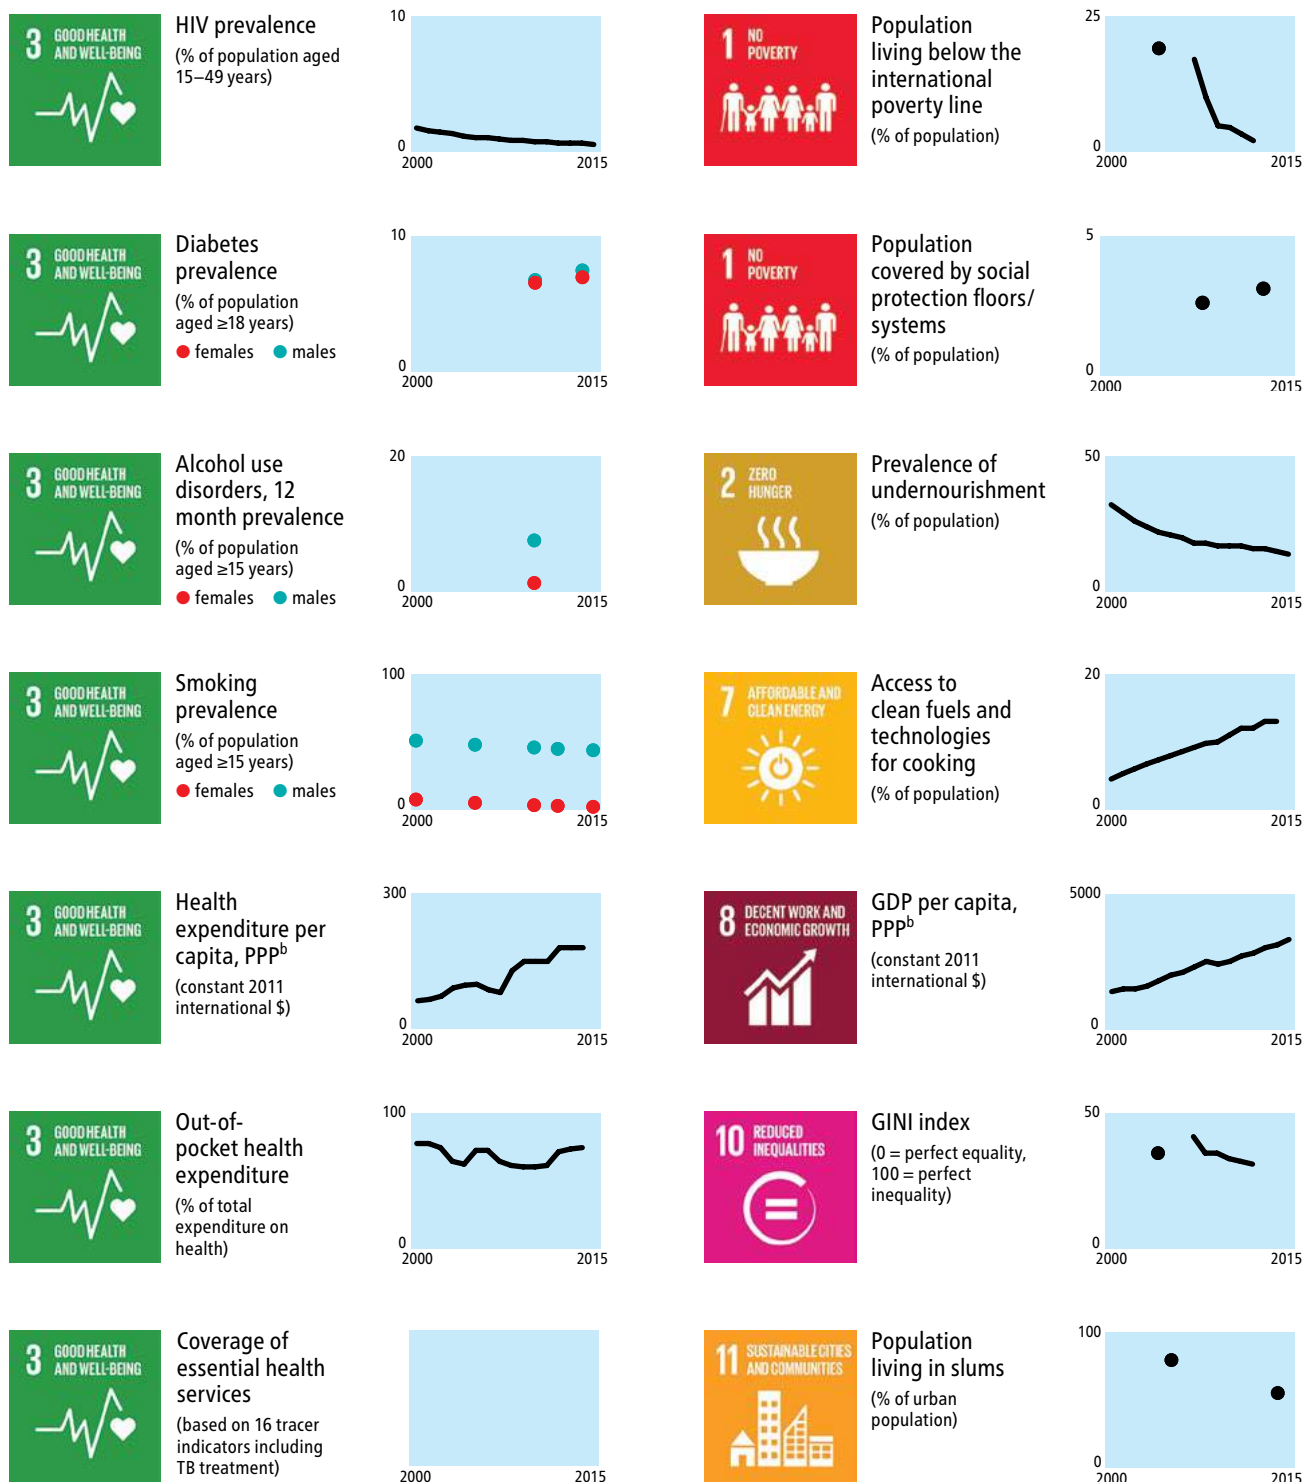 3 GOOD HEALTH
AND WELL-BEING
HIV prevalence
(% of population aged
15–49 years)
10
0
2000 2015
3 GOOD HEALTH
AND WELL-BEING
Diabetes
prevalence
(% of population
aged ≥18 years)
females males
10
0
2000 2015
3 GOOD HEALTH
AND WELL-BEING
Alcohol use
disorders, 12
month prevalence
(% of population
aged ≥15 years)
females males
20
0
2000 2015
3 GOOD HEALTH
AND WELL-BEING
Smoking
prevalence
(% of population
aged ≥15 years)
females males
100
0
2000 2015
3 GOOD HEALTH
AND WELL-BEING
Health
expenditure per
capita, PPPᵇ
(constant 2011
international $)
300
0
2000 2015
3 GOOD HEALTH
AND WELL-BEING
Out-of-
pocket health
expenditure
(% of total
expenditure on
health)
100
0
2000 2015
3 GOOD HEALTH
AND WELL-BEING
Coverage of
essential health
services
(based on 16 tracer
indicators including
TB treatment)
2000 2015
1 NO
POVERTY
Population
living below the
international
poverty line
(% of population)
25
0
2000 2015
1 NO
POVERTY
Population
covered by social
protection floors/
systems
(% of population)
5
0
2000 2015
2 ZERO
HUNGER
Prevalence of
undernourishment
(% of population)
50
0
2000 2015
7 AFFORDABLE AND
CLEAN ENERGY
Access to
clean fuels and
technologies
for cooking
(% of population)
20
0
2000 2015
8 DECENT WORK AND
ECONOMIC GROWTH
GDP per capita,
PPPᵇ
(constant 2011
international $)
5000
0
2000 2015
10 REDUCED
INEQUALITIES
GINI index
(0 = perfect equality,
100 = perfect
inequality)
50
0
2000 2015
11 SUSTAINABLE CITIES
AND COMMUNITIES
Population
living in slums
(% of urban
population)
100
0
2000 2015